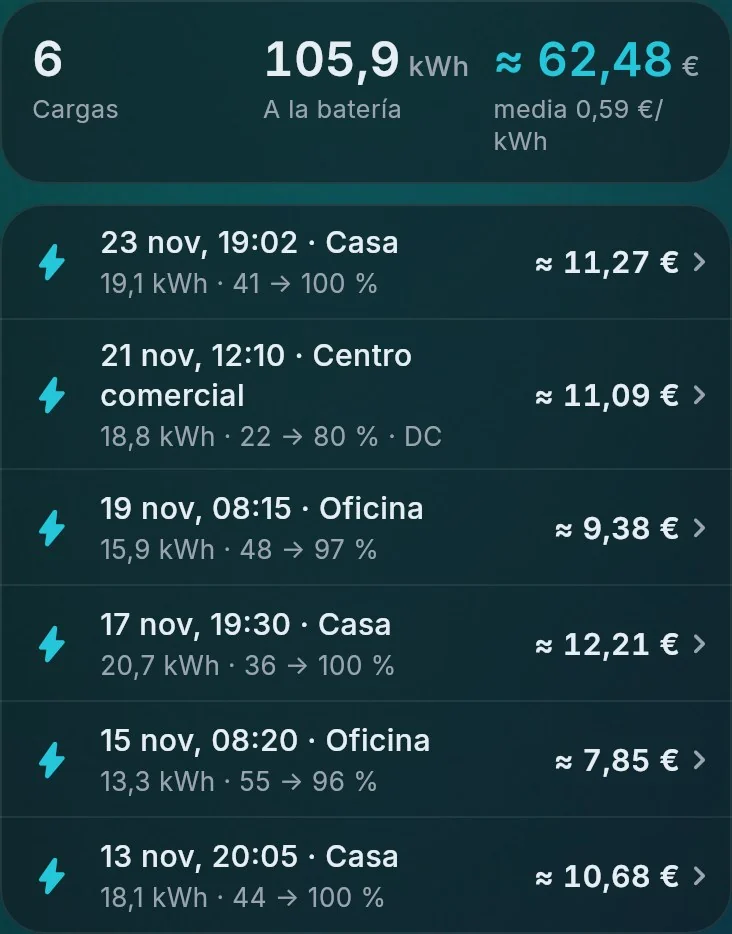 6
Cargas
105,9 kWh
A la batería
≈ 62,48 €
media 0,59 €/
kWh
23 nov, 19:02 · Casa
19,1 kWh · 41 → 100 %
≈ 11,27 €
21 nov, 12:10 · Centro
comercial
18,8 kWh · 22 → 80 % · DC
≈ 11,09 €
19 nov, 08:15 · Oficina
15,9 kWh · 48 → 97 %
≈ 9,38 €
17 nov, 19:30 · Casa
20,7 kWh · 36 → 100 %
≈ 12,21 €
15 nov, 08:20 · Oficina
13,3 kWh · 55 → 96 %
≈ 7,85 €
13 nov, 20:05 · Casa
18,1 kWh · 44 → 100 %
≈ 10,68 €